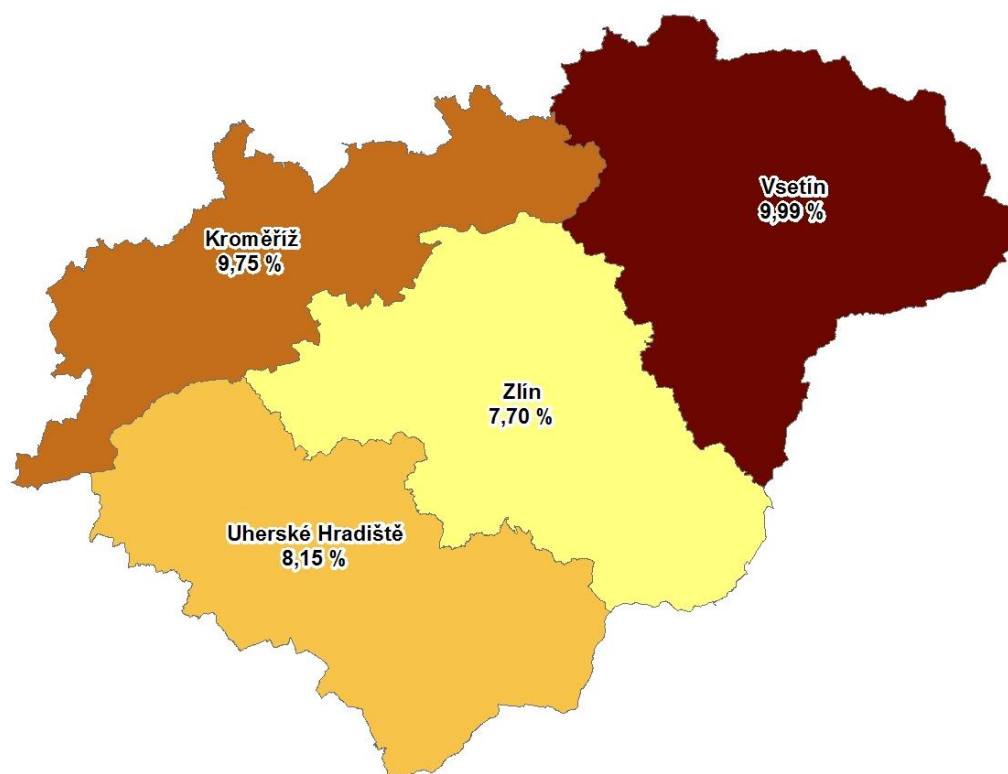 Vsetín
9,99 %
Kroměříž
9,75 %
Zlín
7,70 %
Uherské Hradiště
8,15 %